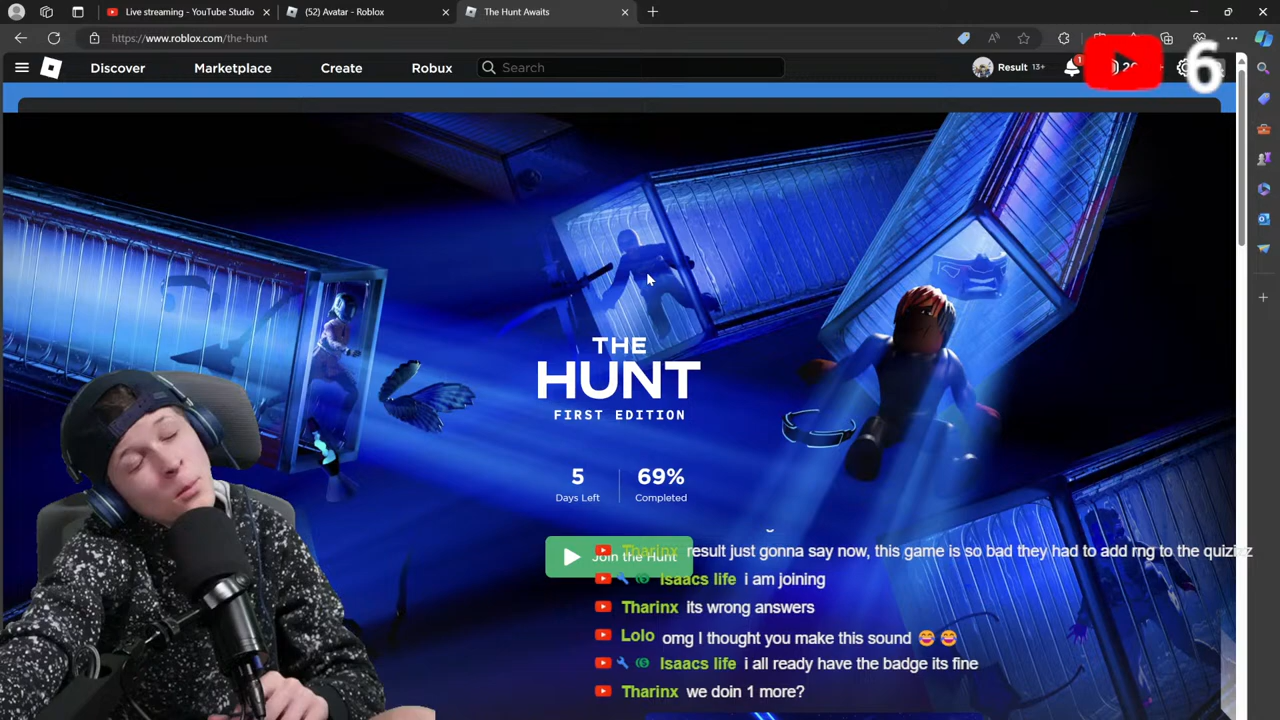 Live streaming - YouTube Studio
(52) Avatar - Roblox
The Hunt Awaits
https://www.roblox.com/the-hunt
Discover
Marketplace
Create
Robux
Search
Result 13+
1
6
THE
HUNT
FIRST EDITION
5
Days Left
69%
Completed
Join the Hunt
Tharinx result just gonna say now, this game is so bad they had to add rng to the quizizz
Isaacs life i am joining
Tharinx its wrong answers
Lolo omg I thought you make this sound 😂 😂
Isaacs life i all ready have the badge its fine
Tharinx we doin 1 more?